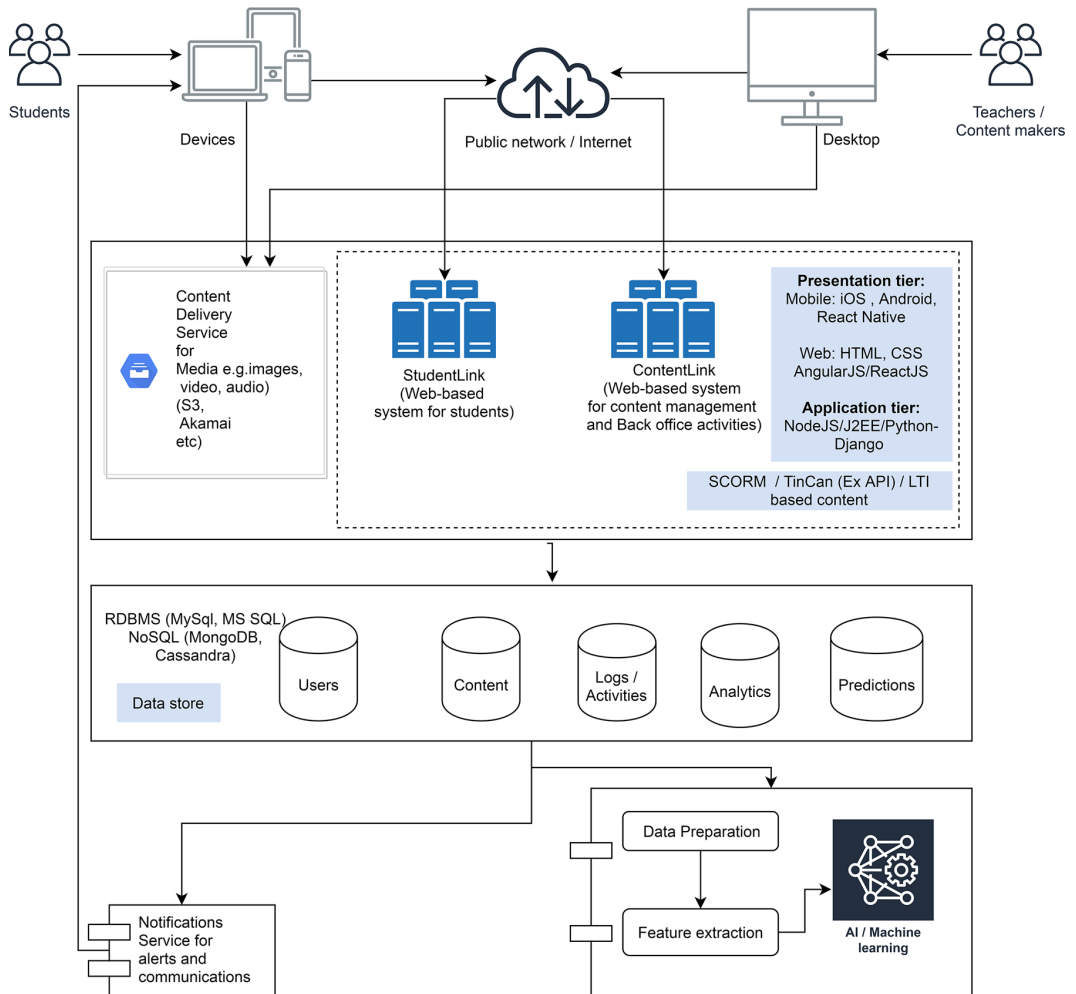 Students
Devices
Public network / Internet
Desktop
Teachers /
Content makers
Content
Delivery
Service
for
Media e.g.images,
video, audio)
(S3,
Akamai
etc)
StudentLink
(Web-based
system for students)
ContentLink
(Web-based system
for content management
and Back office activities)
Presentation tier:
Mobile: iOS , Android,
React Native
Web: HTML, CSS
AngularJS/ReactJS
Application tier:
NodeJS/J2EE/Python-
Django
SCORM / TinCan (Ex API) / LTI
based content
RDBMS (MySql, MS SQL)
NoSQL (MongoDB,
Cassandra)
Data store
Users
Content
Logs /
Activities
Analytics
Predictions
Data Preparation
Feature extraction
AI / Machine
learning
Notifications
Service for
alerts and
communications